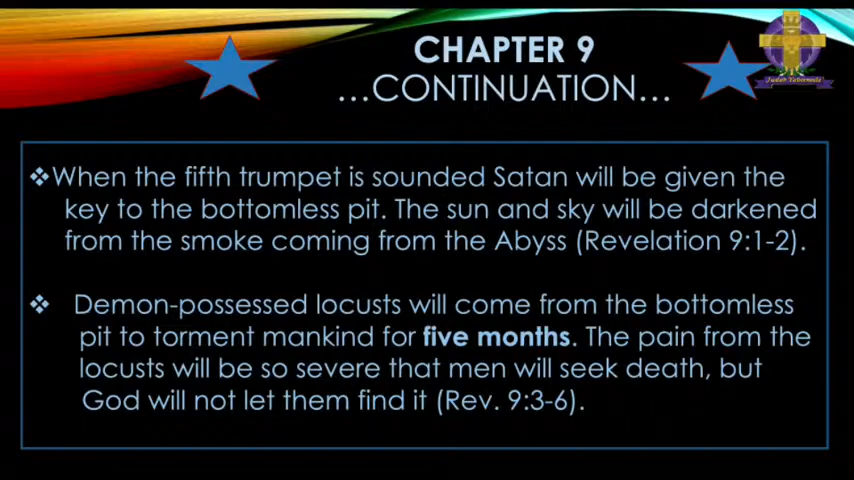 CHAPTER 9
...CONTINUATION...
Judah Tabernacle
❖When the fifth trumpet is sounded Satan will be given the
key to the bottomless pit. The sun and sky will be darkened
from the smoke coming from the Abyss (Revelation 9:1-2).
❖ Demon-possessed locusts will come from the bottomless
pit to torment mankind for five months. The pain from the
locusts will be so severe that men will seek death, but
God will not let them find it (Rev. 9:3-6).